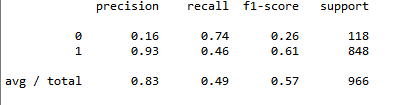 precision recall f1-score support
0 0.16 0.74 0.26 118
1 0.93 0.46 0.61 848
avg / total 0.83 0.49 0.57 966